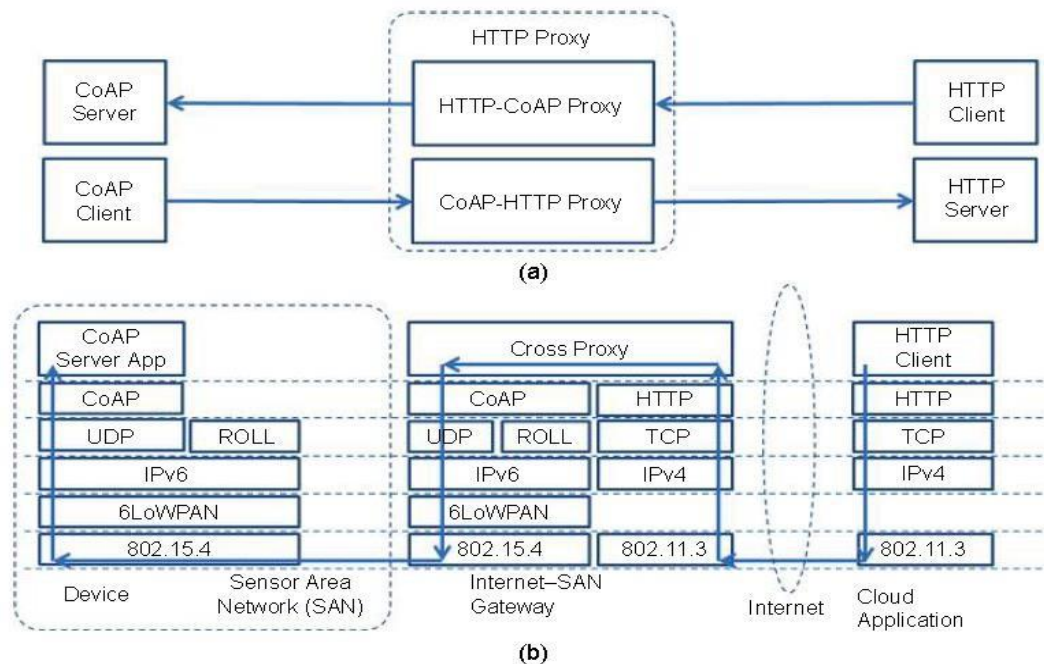 HTTP Proxy
CoAP
Server
HTTP-CoAP Proxy
HTTP
Client
CoAP
Client
CoAP-HTTP Proxy
HTTP
Server
(a)
CoAP
Server App
Cross Proxy
HTTP
Client
CoAP
CoAP
HTTP
HTTP
UDP
ROLL
UDP
ROLL
TCP
TCP
IPv6
IPv6
IPv4
IPv4
6LoWPAN
6LoWPAN
802.15.4
802.15.4
802.11.3
802.11.3
Device
Sensor Area
Network (SAN)
Internet–SAN
Gateway
Internet
Cloud
Application
(b)